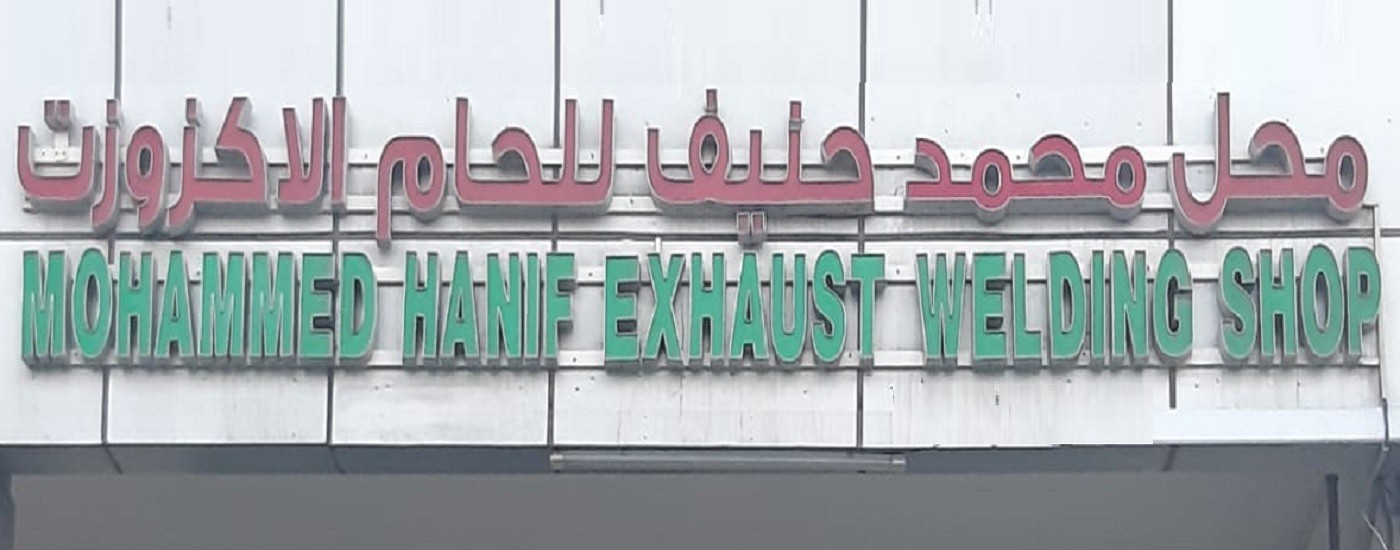 محل محمد حنيف للحام الاكزوزت
MOHAMMED HANIF EXHAUST WELDING SHOP